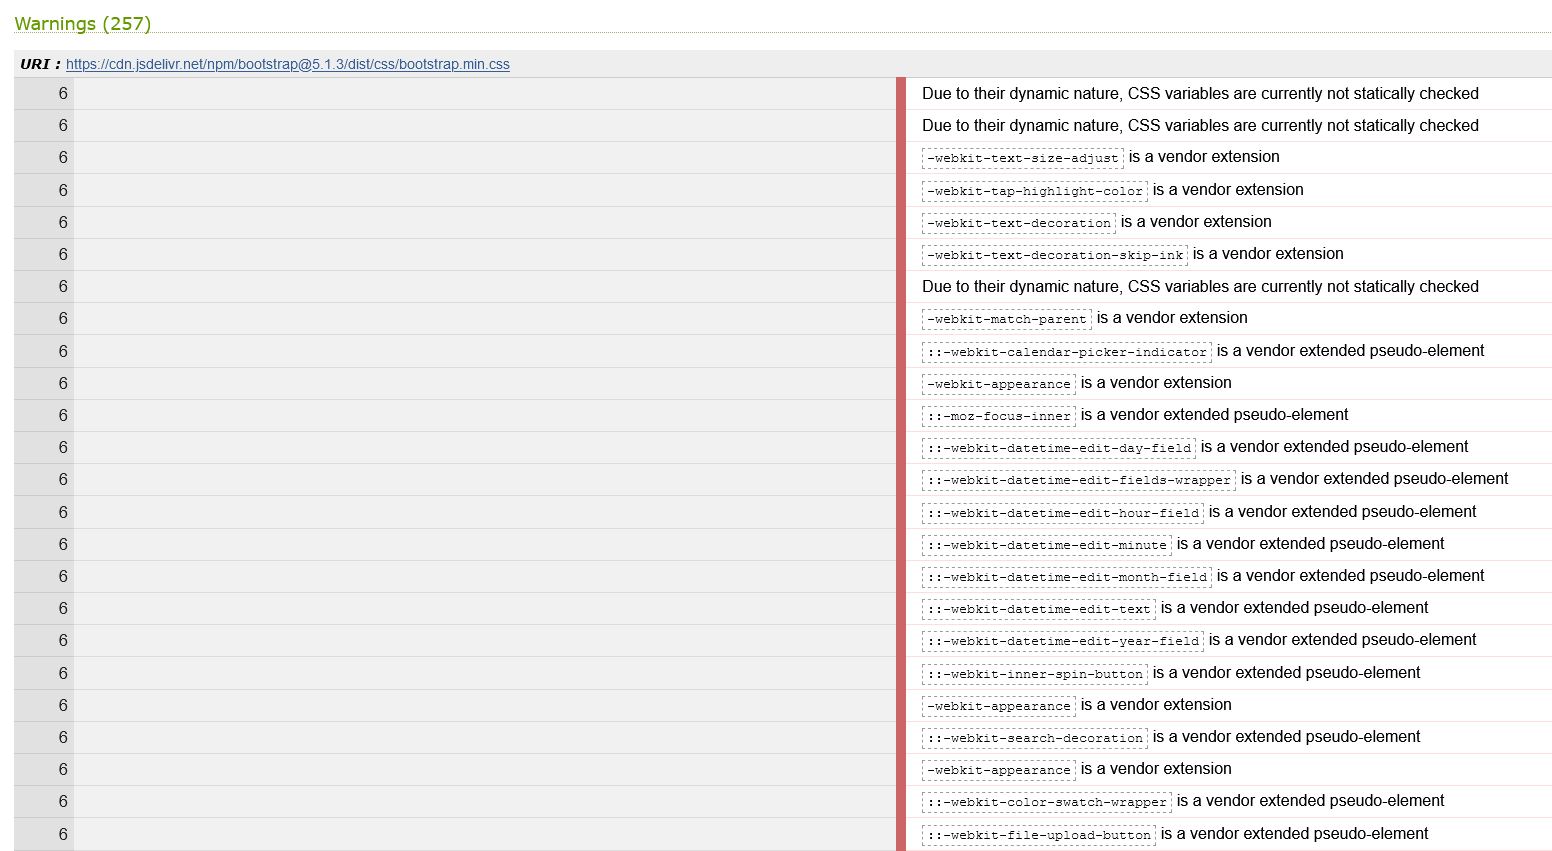 Warnings (257)
URI : https://cdn.jsdelivr.net/npm/bootstrap@5.1.3/dist/css/bootstrap.min.css
6 Due to their dynamic nature, CSS variables are currently not statically checked
6 Due to their dynamic nature, CSS variables are currently not statically checked
6 -webkit-text-size-adjust is a vendor extension
6 -webkit-tap-highlight-color is a vendor extension
6 -webkit-text-decoration is a vendor extension
6 -webkit-text-decoration-skip-ink is a vendor extension
6 Due to their dynamic nature, CSS variables are currently not statically checked
6 -webkit-match-parent is a vendor extension
6 ::-webkit-calendar-picker-indicator is a vendor extended pseudo-element
6 -webkit-appearance is a vendor extension
6 ::-moz-focus-inner is a vendor extended pseudo-element
6 ::-webkit-datetime-edit-day-field is a vendor extended pseudo-element
6 ::-webkit-datetime-edit-fields-wrapper is a vendor extended pseudo-element
6 ::-webkit-datetime-edit-hour-field is a vendor extended pseudo-element
6 ::-webkit-datetime-edit-minute is a vendor extended pseudo-element
6 ::-webkit-datetime-edit-month-field is a vendor extended pseudo-element
6 ::-webkit-datetime-edit-text is a vendor extended pseudo-element
6 ::-webkit-datetime-edit-year-field is a vendor extended pseudo-element
6 ::-webkit-inner-spin-button is a vendor extended pseudo-element
6 -webkit-appearance is a vendor extension
6 ::-webkit-search-decoration is a vendor extended pseudo-element
6 -webkit-appearance is a vendor extension
6 ::-webkit-color-swatch-wrapper is a vendor extended pseudo-element
6 ::-webkit-file-upload-button is a vendor extended pseudo-element